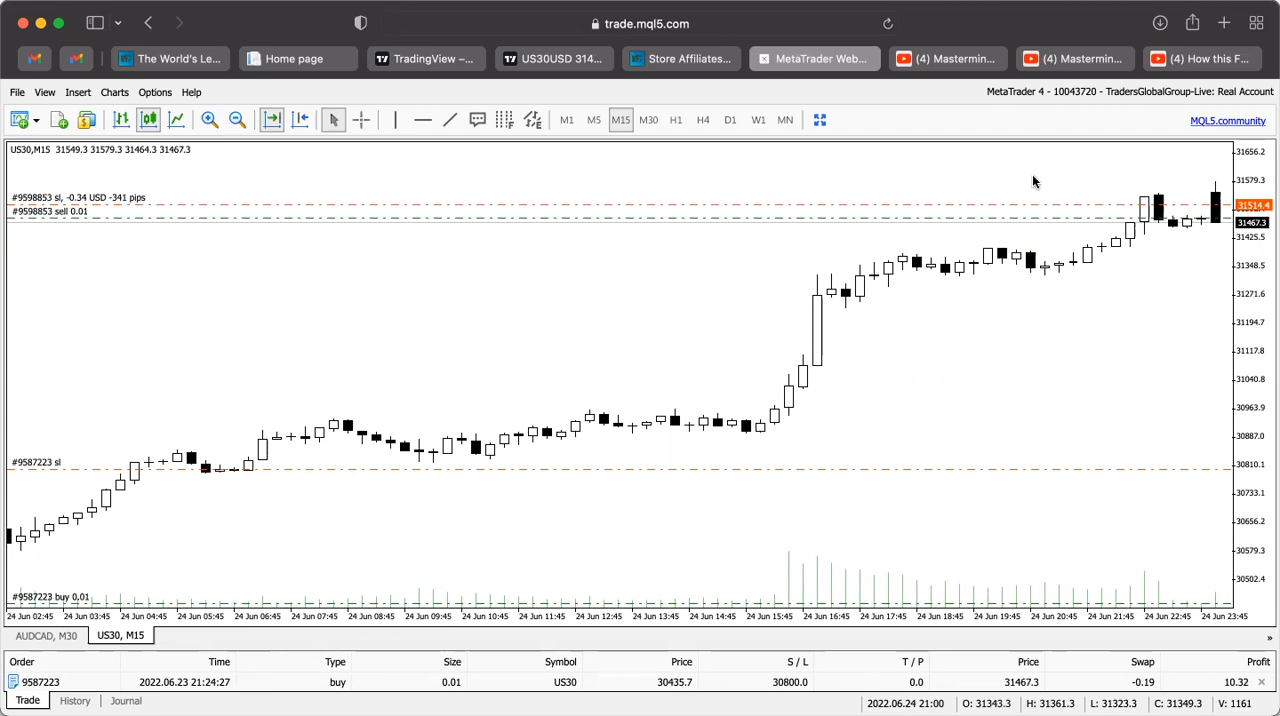 trade.mql5.com
The World's Le...
Home page
TradingView –...
US30USD 314...
Store Affiliates...
MetaTrader Web...
(4) Mastermin...
(4) Mastermin...
(4) How this F...
File View Insert Charts Options Help
MetaTrader 4 - 10043720 - TradersGlobalGroup-Live: Real Account
M1 M5 M15 M30 H1 H4 D1 W1 MN
MQL5.community
US30,M15 31549.3 31579.3 31464.3 31467.3
31656.2
31579.3
#9598853 sl, -0.34 USD -341 pips
31514.4
#9598853 sell 0.01
31467.3
31425.5
31348.5
31271.6
31194.7
31117.8
31040.8
30963.9
30887.0
#9587223 sl
30810.1
30733.1
30656.2
30579.3
30502.4
#9587223 buy 0,01
24 Jun 02:45 24 Jun 03:45 24 Jun 04:45 24 Jun 05:45 24 Jun 06:45 24 Jun 07:45 24 Jun 08:45 24 Jun 09:45 24 Jun 10:45 24 Jun 11:45 24 Jun 12:45 24 Jun 13:45 24 Jun 14:45 24 Jun 15:45 24 Jun 16:45 24 Jun 17:45 24 Jun 18:45 24 Jun 19:45 24 Jun 20:45 24 Jun 21:45 24 Jun 22:45 24 Jun 23:45
AUDCAD, M30 US30, M15 »
Order Time Type Size Symbol Price S / L T / P Price Swap Profit
9587223 2022.06.23 21:24:27 buy 0.01 US30 30435.7 30800.0 0.0 31467.3 -0.19 10.32
Trade History Journal
2022.06.24 21:00 O: 31343.3 H: 31361.3 L: 31323.3 C: 31349.3 V: 1161